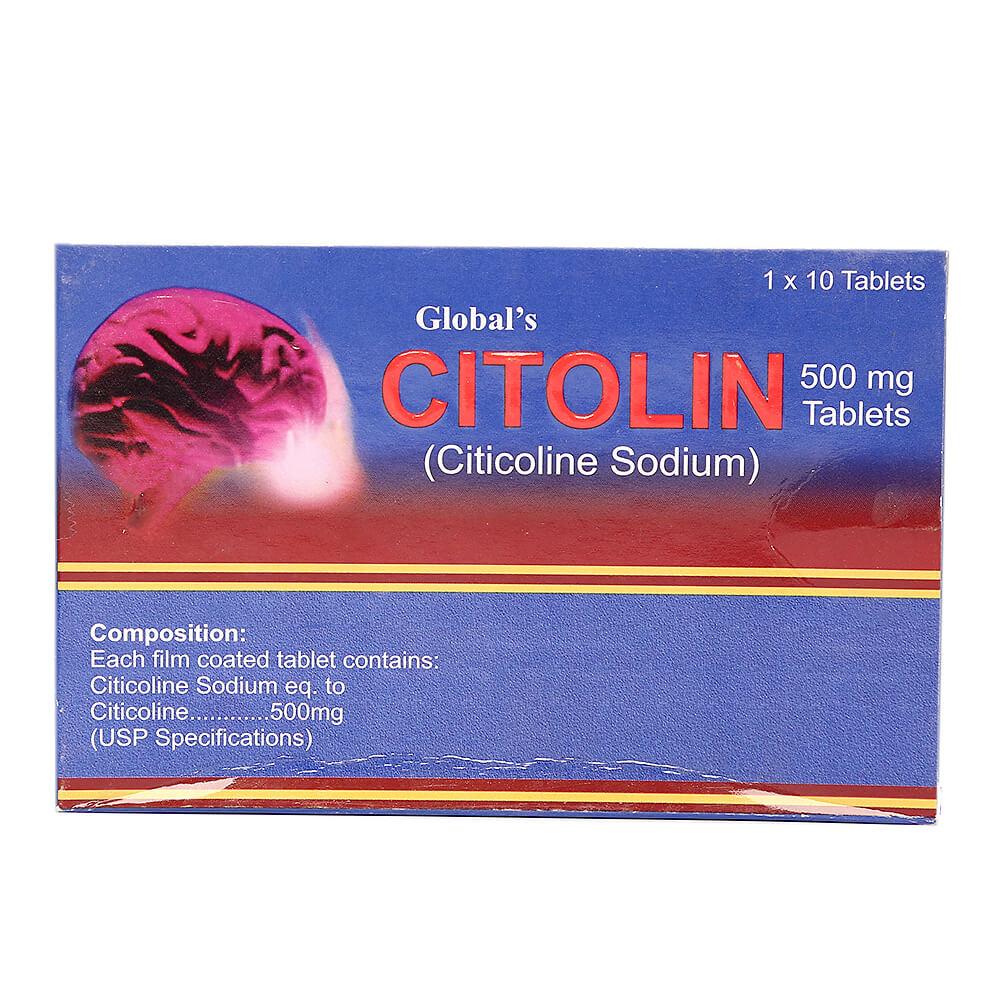 1 x 10 Tablets
Global's
CITOLIN
500 mg
Tablets
(Citicoline Sodium)
Composition:
Each film coated tablet contains:
Citicoline Sodium eq. to
Citicoline............500mg
(USP Specifications)